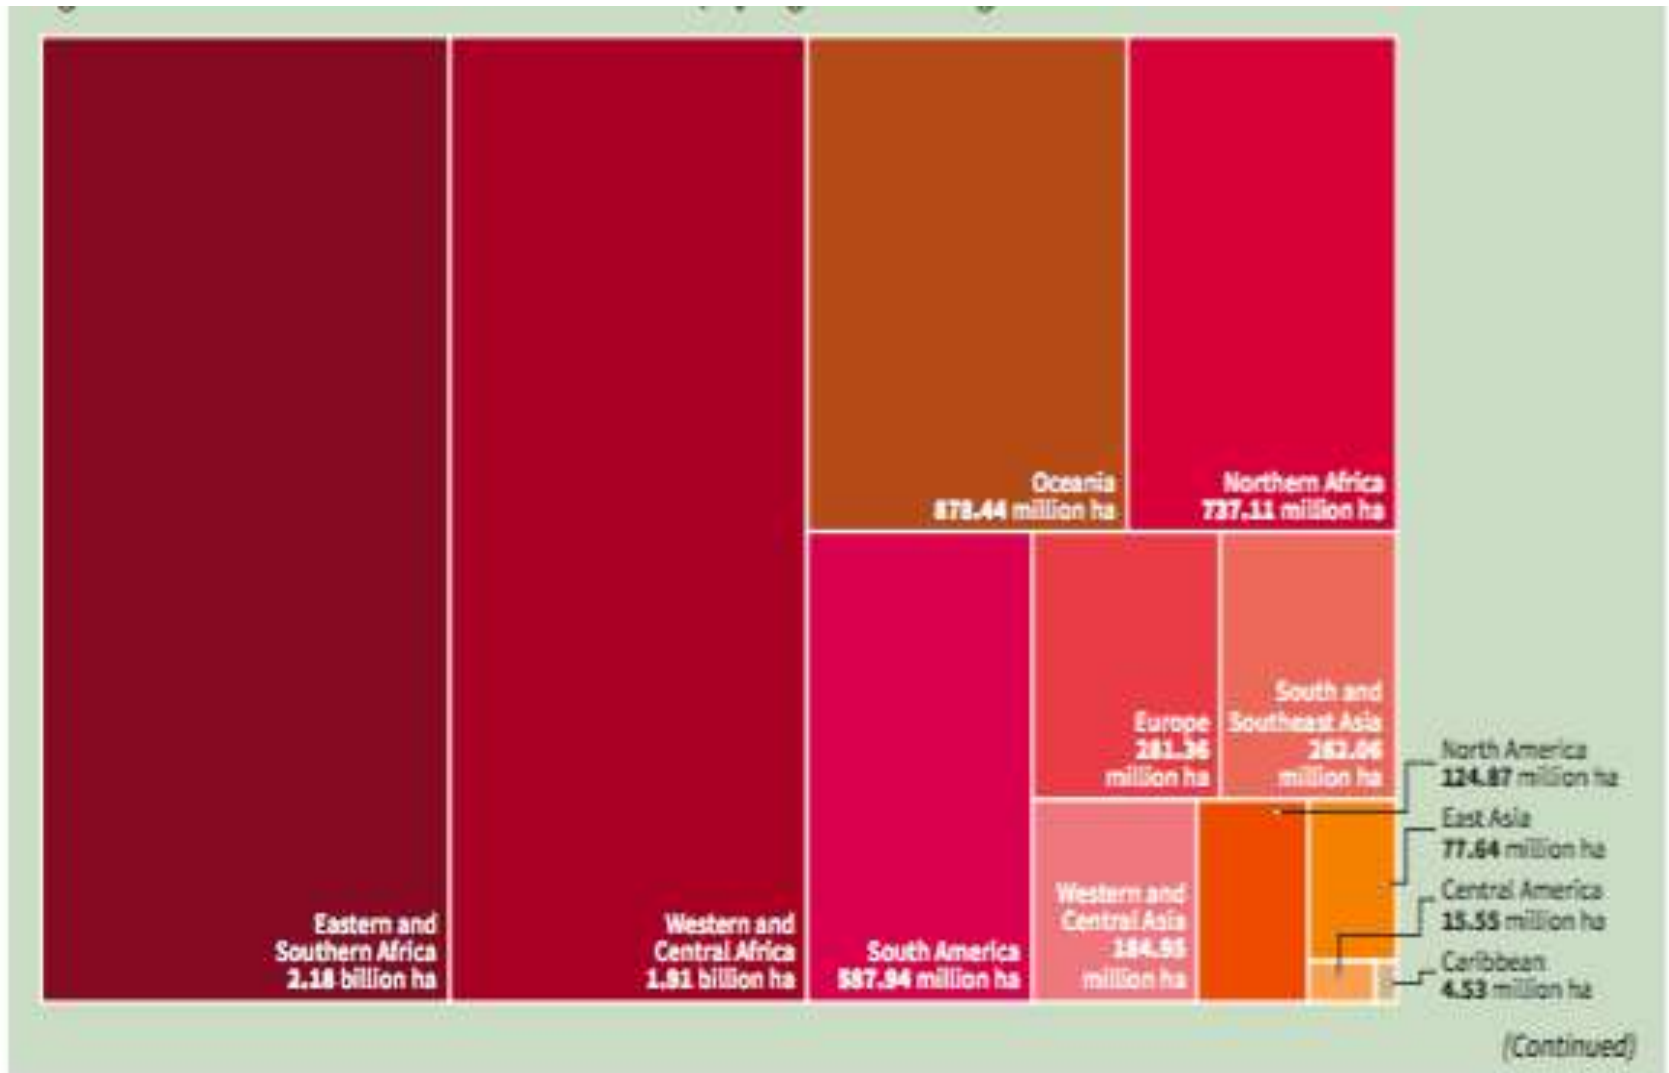 Oceania
878.44 million ha
Northern Africa
737.11 million ha
South and
Southeast Asia
262.06
million ha
Europe
281.36
million ha
North America
124.87 million ha
East Asia
77.64 million ha
Central America
15.55 million ha
Caribbean
4.53 million ha
Eastern and
Southern Africa
2.18 billion ha
Western and
Central Africa
1.91 billion ha
South America
587.94 million ha
Western and
Central Asia
184.95
million ha
(Continued)